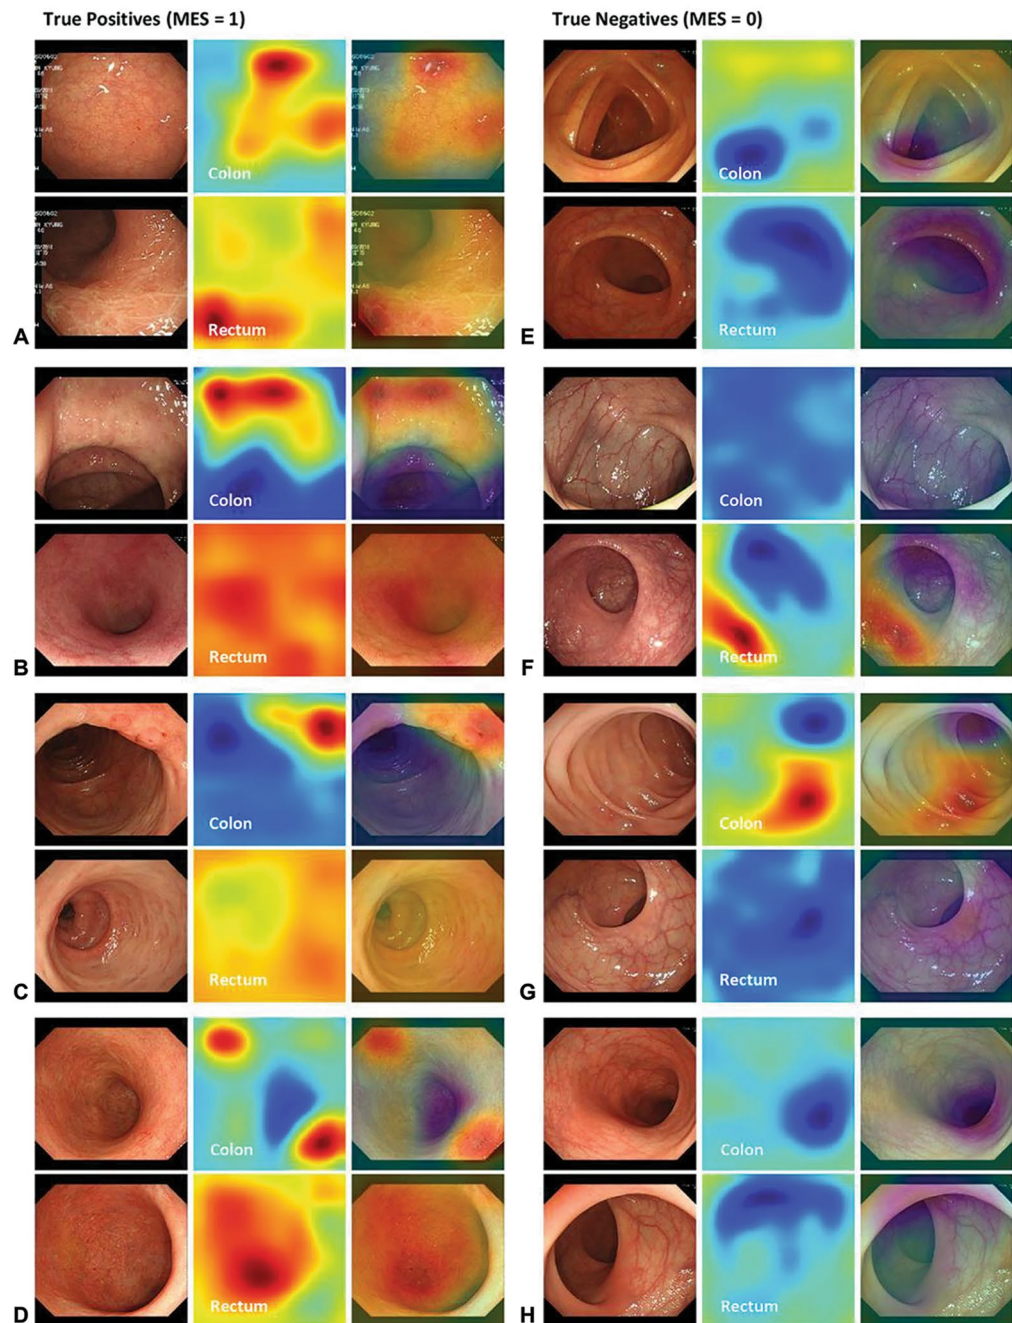 True Positives (MES = 1)
True Negatives (MES = 0)
Colon
Rectum
A
Colon
Rectum
B
Colon
Rectum
C
Colon
Rectum
D
Colon
Rectum
E
Colon
Rectum
F
Colon
Rectum
G
Colon
Rectum
H